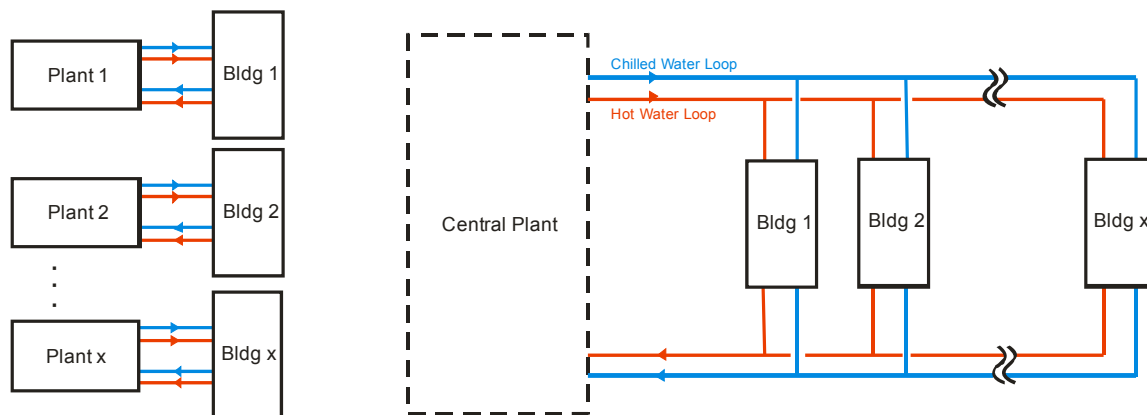 Plant 1
Bldg 1
Plant 2
Bldg 2
Plant x
Bldg x
Central Plant
Chilled Water Loop
Hot Water Loop
Bldg 1
Bldg 2
Bldg x